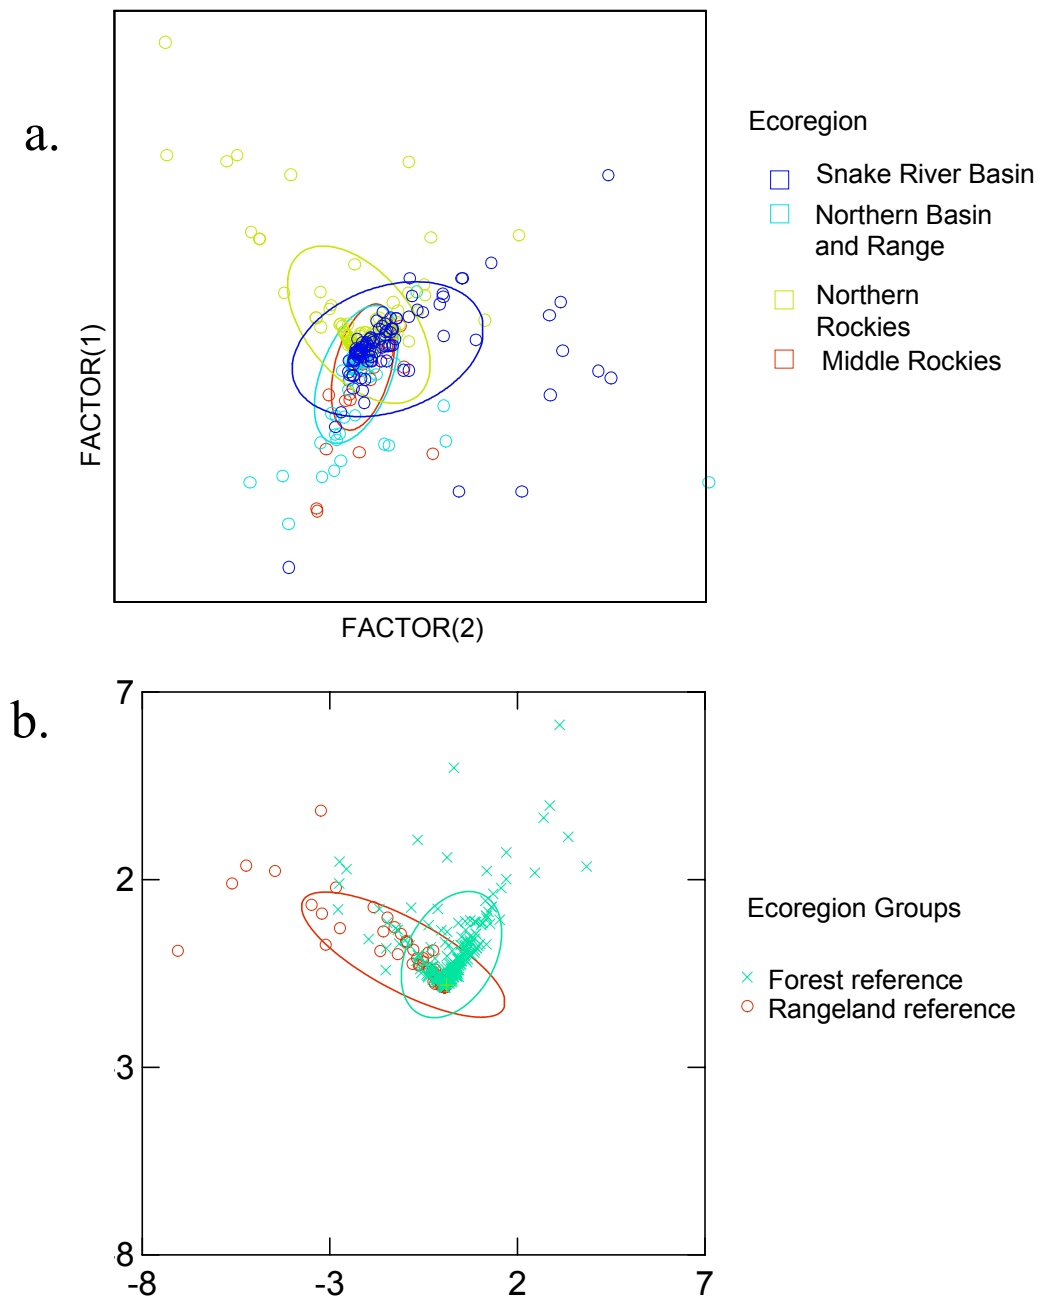 a.
Ecoregion
Snake River Basin
Northern Basin
and Range
Northern
Rockies
Middle Rockies
FACTOR(1)
FACTOR(2)
b.
7
2
-3
-8
-8
-3
2
7
Ecoregion Groups
Forest reference
Rangeland reference